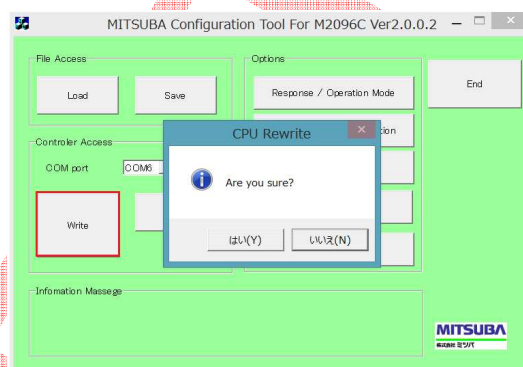 MITSUBA Configuration Tool For M2096C Ver2.0.0.2
File Access
Load
Save
Options
Response / Operation Mode
End
Controler Access
COM port
COM6
Write
CPU Rewrite
Are you sure?
はい(Y)
いいえ(N)
Infomation Massege
MITSUBA
株式会社 ミツバ